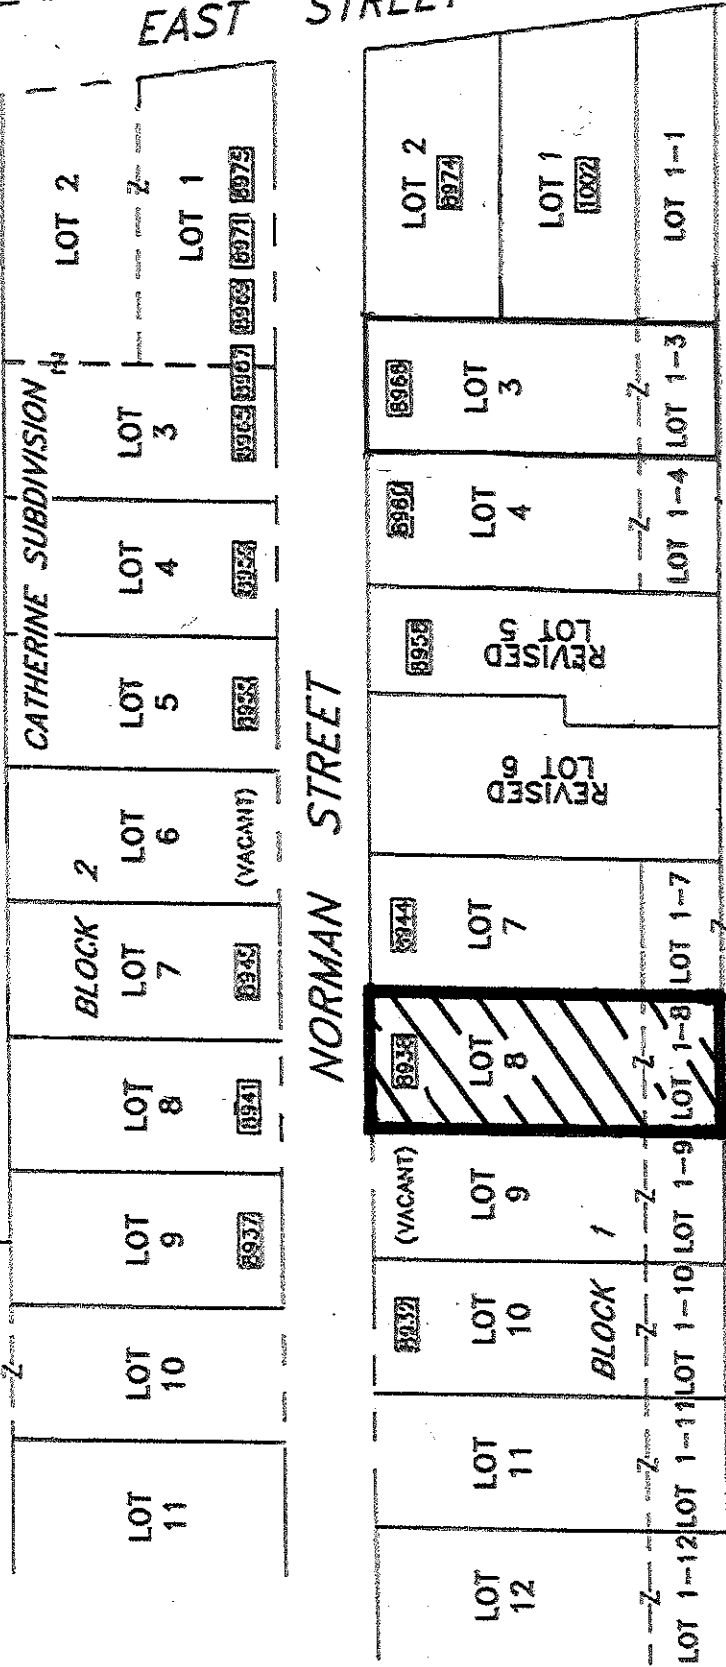 EAST STREET
LOT 2
LOT 1
8975
8971
8969
8967
8965
CATHERINE SUBDIVISION
LOT
3
LOT
4
LOT
5
BLOCK 2
LOT
6
(VACANT)
LOT
7
8945
LOT
8
8941
LOT
9
8937
LOT
10
LOT
11
NORMAN STREET
LOT 2
8974
LOT 1
1002
LOT 1-1
8968
LOT
3
LOT 1-3
8960
LOT
4
LOT 1-4
8956
REVISED
LOT 5
REVISED
LOT 6
8944
LOT
7
LOT 1-7
8938
LOT
8
LOT 1-8
(VACANT)
LOT
9
LOT 1-9
BLOCK 1
8932
LOT
10
LOT 1-10
LOT
11
LOT 1-11
LOT
12
LOT 1-12